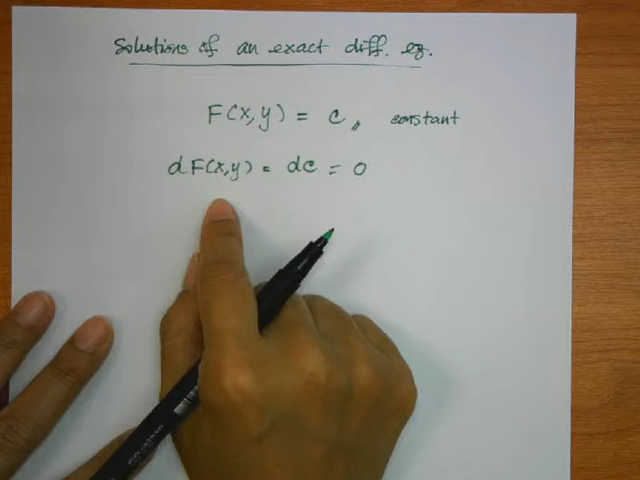 Solutions of an exact diff. eq.
F(x,y) = c, constant
dF(x,y) = dc = 0